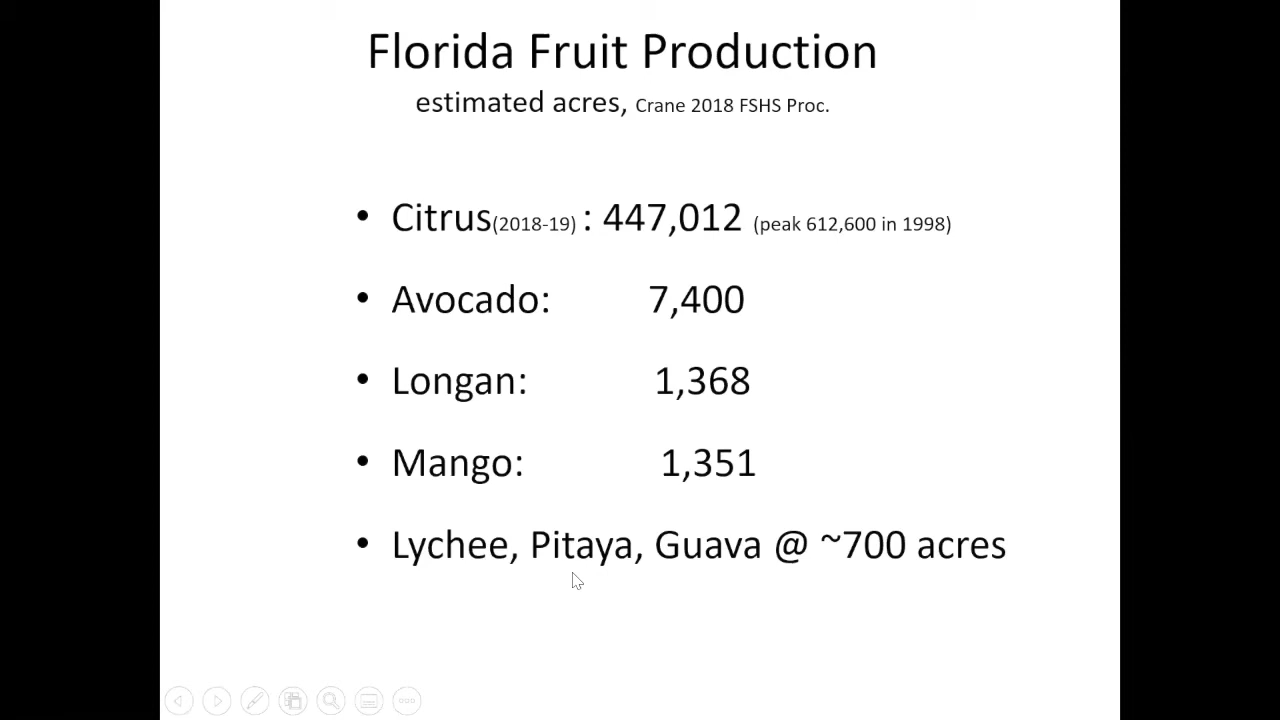 Florida Fruit Production
estimated acres, Crane 2018 FSHS Proc.
• Citrus(2018-19) : 447,012 (peak 612,600 in 1998)
• Avocado: 7,400
• Longan: 1,368
• Mango: 1,351
• Lychee, Pitaya, Guava @ ~700 acres